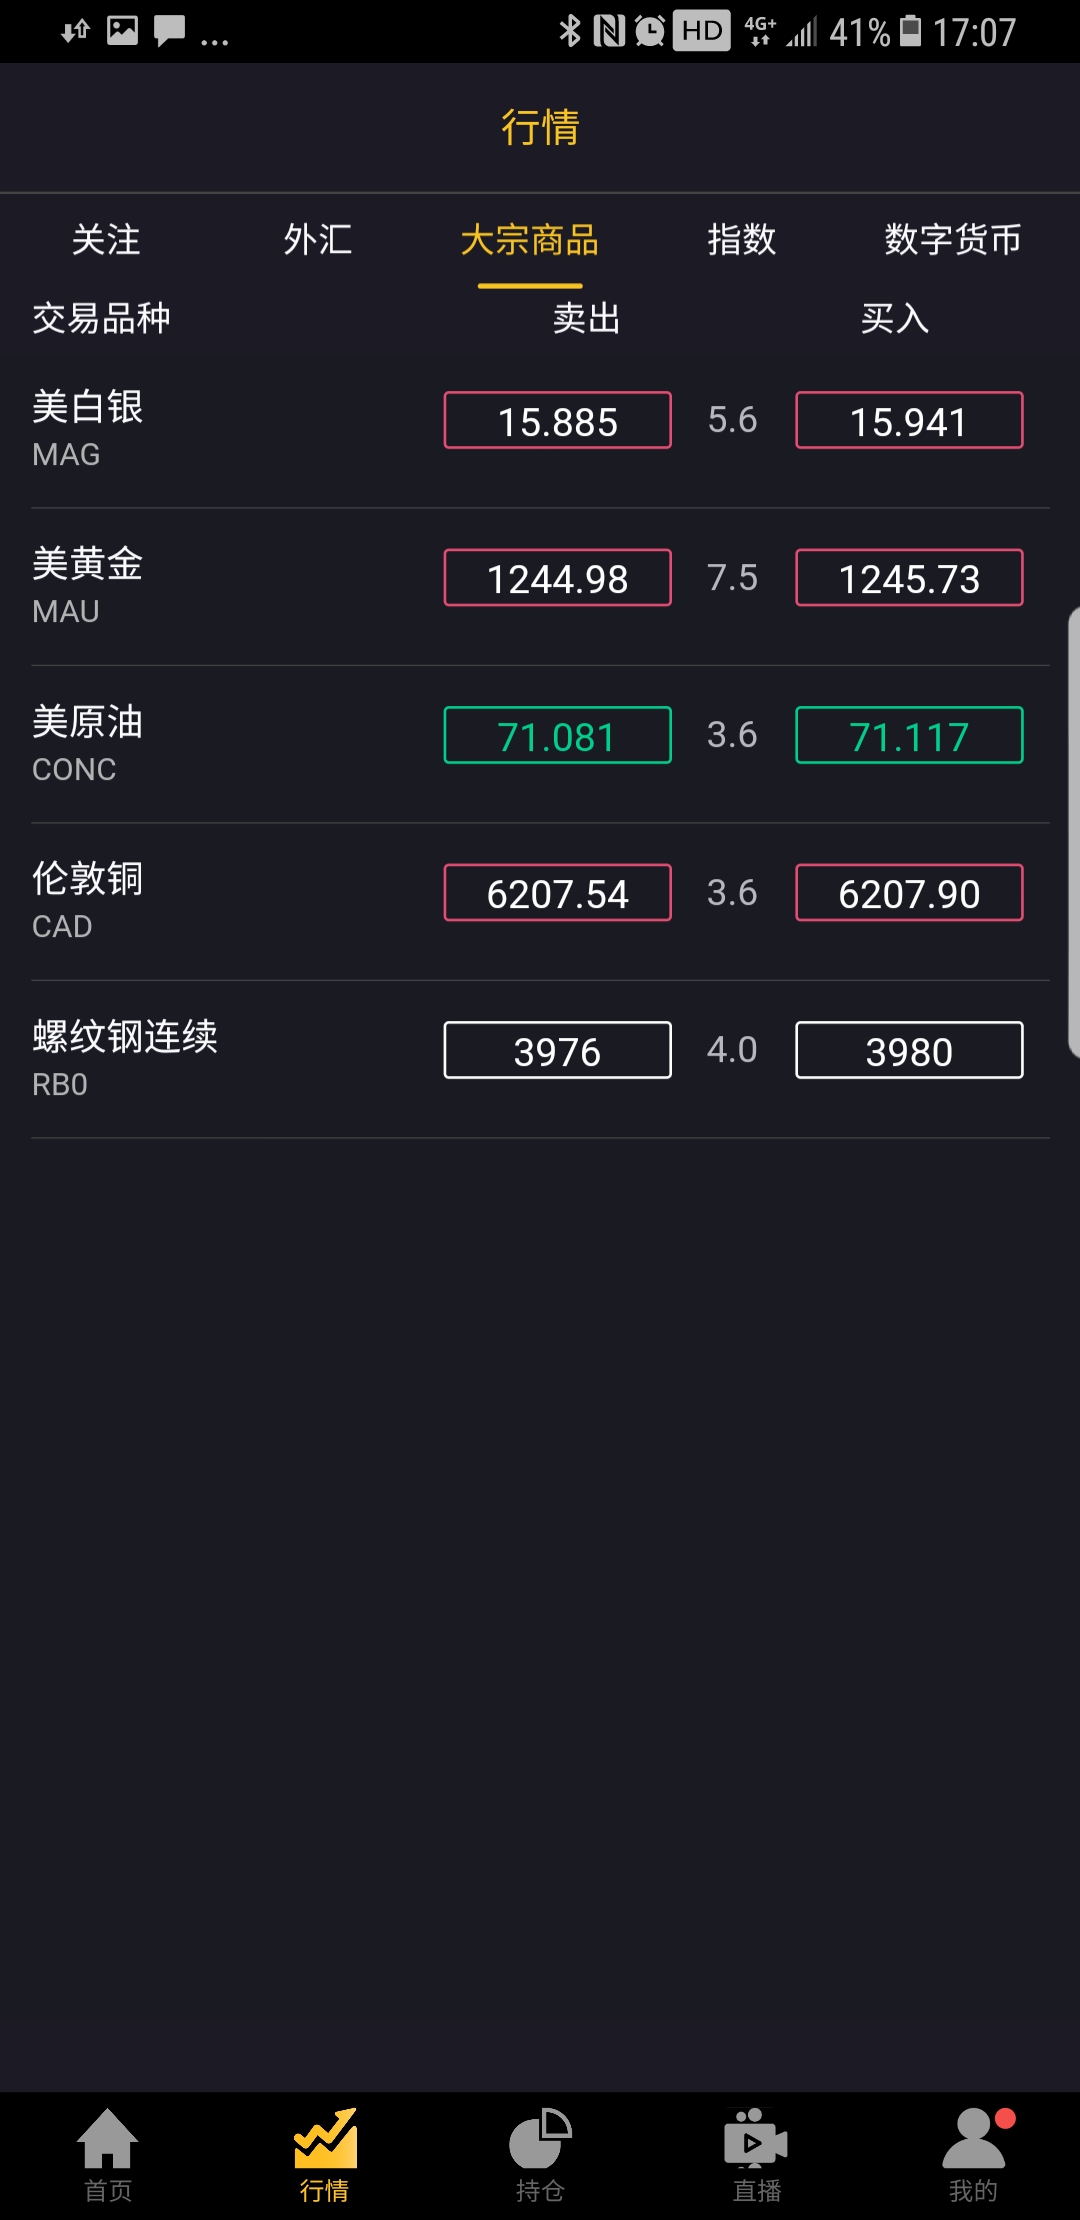 ... HD 4G+ 41% 17:07
行情
关注 外汇 大宗商品 指数 数字货币
交易品种 卖出 买入
美白银
MAG
15.885 5.6 15.941
美黄金
MAU
1244.98 7.5 1245.73
美原油
CONC
71.081 3.6 71.117
伦敦铜
CAD
6207.54 3.6 6207.90
螺纹钢连续
RB0
3976 4.0 3980
首页 行情 持仓 直播 我的